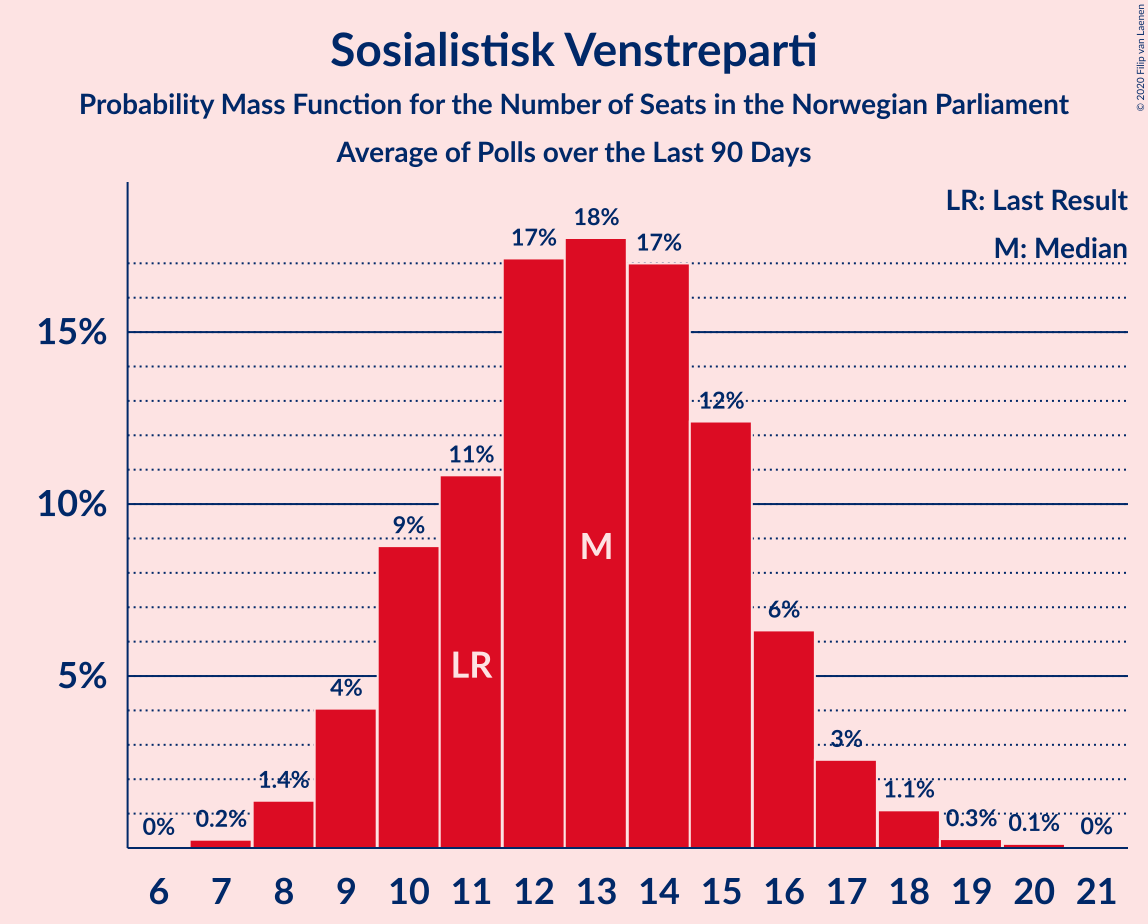 Sosialistisk Venstreparti
Probability Mass Function for the Number of Seats in the Norwegian Parliament
Average of Polls over the Last 90 Days
© 2020 Filip van Laenen
LR: Last Result
M: Median
15%
10%
5%
0%
0.2%
1.4%
4%
9%
11%
17%
18%
17%
12%
6%
3%
1.1%
0.3%
0.1%
0%
LR
M
6 7 8 9 10 11 12 13 14 15 16 17 18 19 20 21